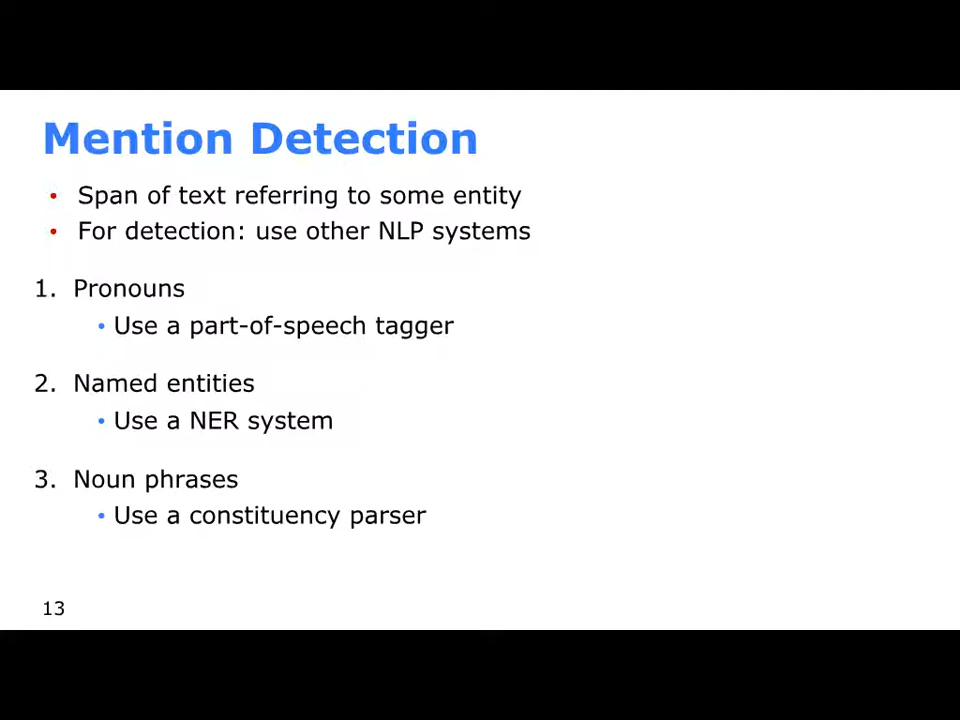 Mention Detection
• Span of text referring to some entity
• For detection: use other NLP systems
1. Pronouns
• Use a part-of-speech tagger
2. Named entities
• Use a NER system
3. Noun phrases
• Use a constituency parser
13